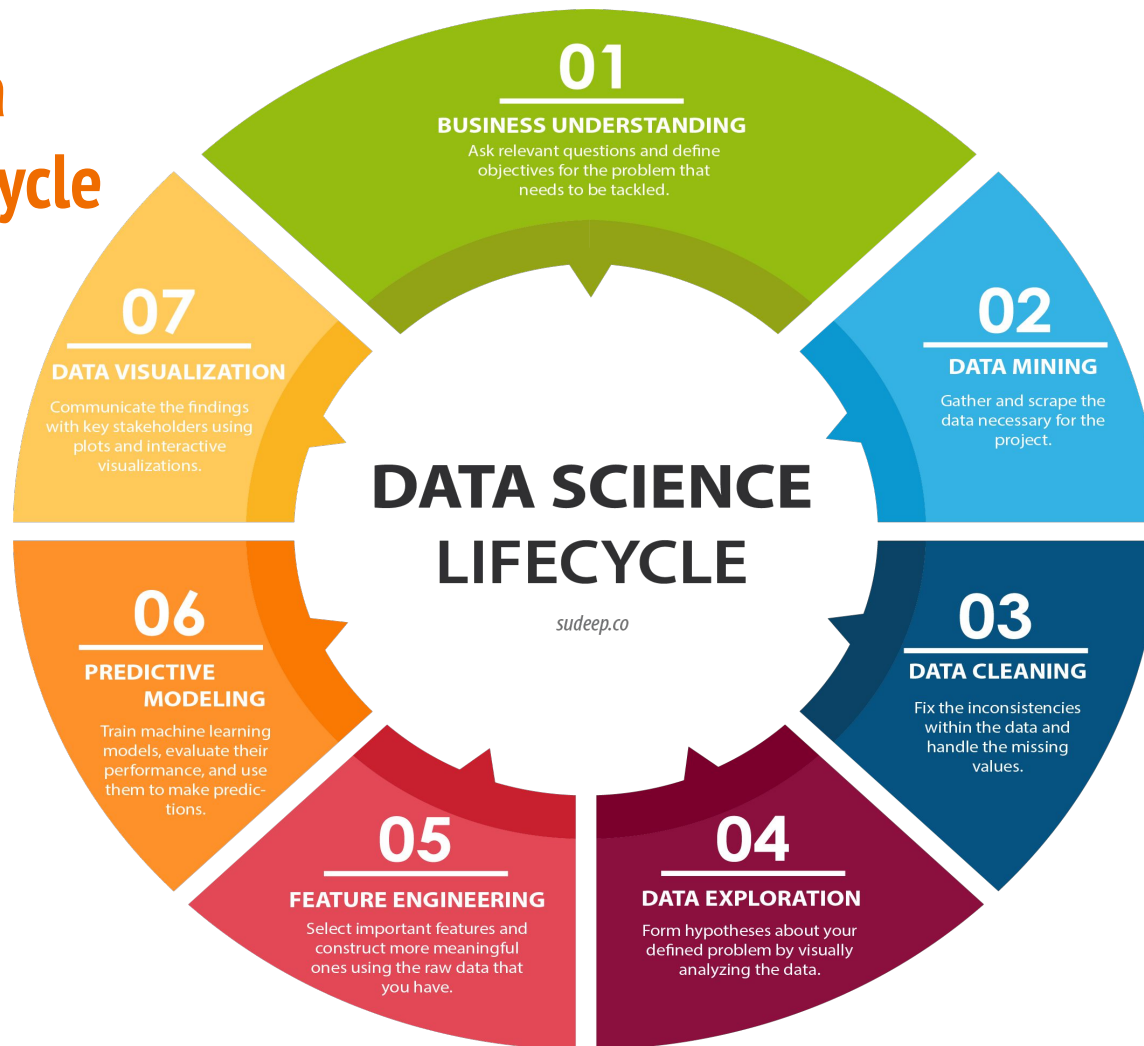 ycle
01
BUSINESS UNDERSTANDING
Ask relevant questions and define
objectives for the problem that
needs to be tackled.
02
DATA MINING
Gather and scrape the
data necessary for the
project.
03
DATA CLEANING
Fix the inconsistencies
within the data and
handle the missing
values.
04
DATA EXPLORATION
Form hypotheses about your
defined problem by visually
analyzing the data.
05
FEATURE ENGINEERING
Select important features and
construct more meaningful
ones using the raw data that
you have.
06
PREDICTIVE
MODELING
Train machine learning
models, evaluate their
performance, and use
them to make predic-
tions.
07
DATA VISUALIZATION
Communicate the findings
with key stakeholders using
plots and interactive
visualizations.
DATA SCIENCE
LIFECYCLE
sudeep.co